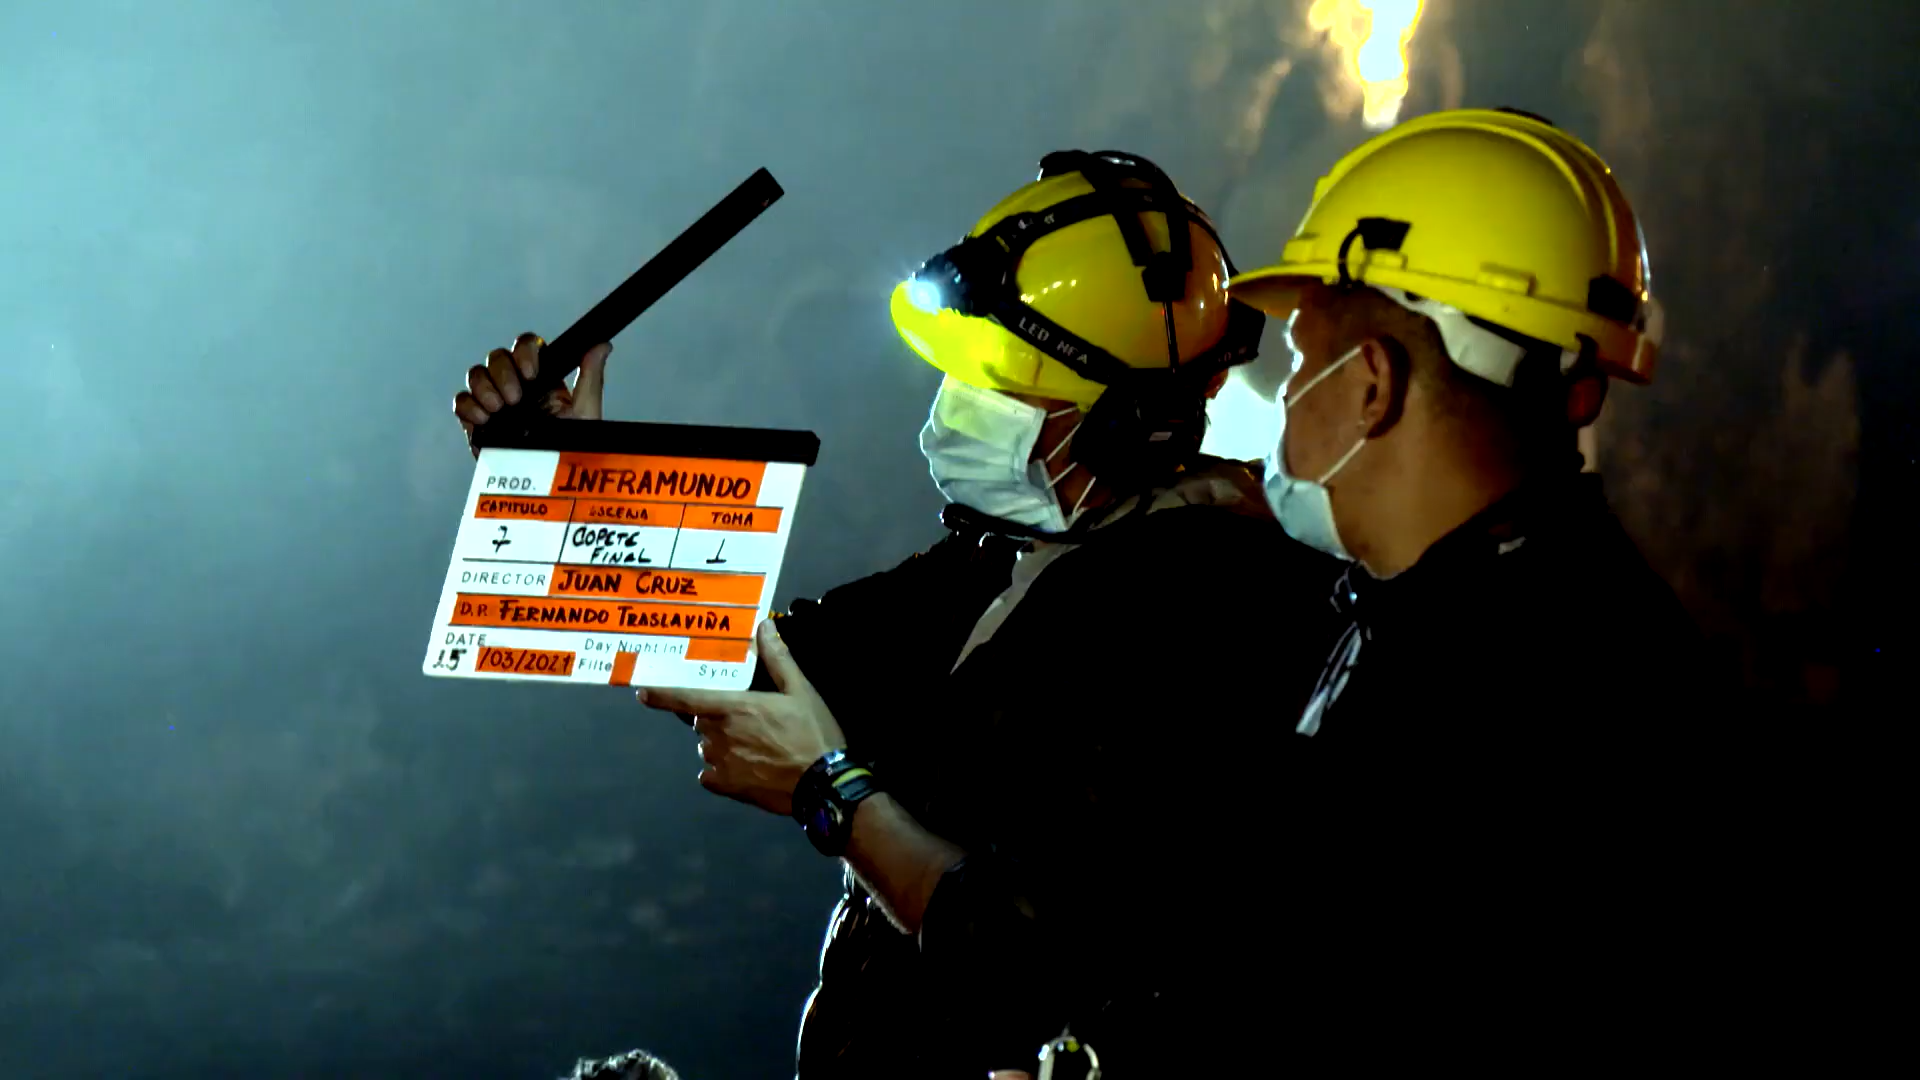 PROD. INFRAMUNDO
CAPITULO ESCENA TOMA
7 COPETE FINAL 1
DIRECTOR JUAN CRUZ
D.P. FERNANDO TRASLAVIÑA
DATE Day Night Int
25 /03/2021 Filte Sync
LED